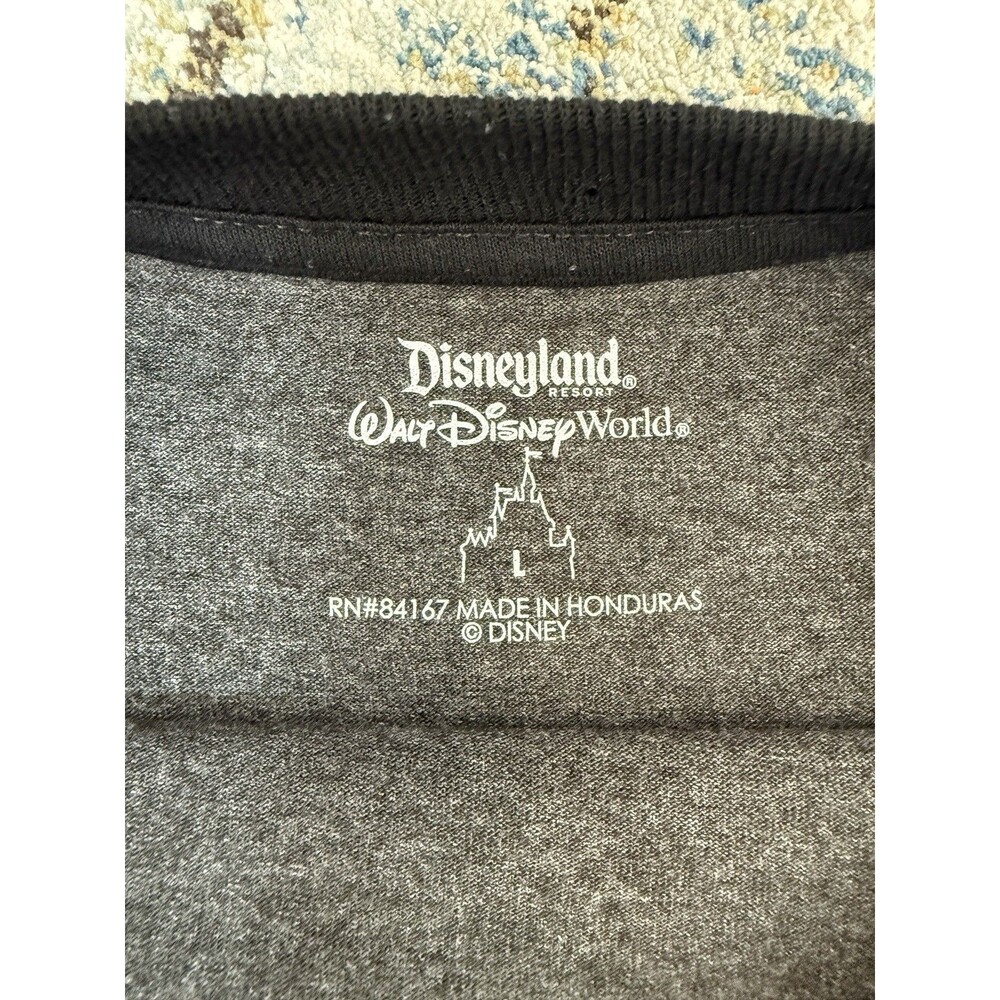 Disneyland®
RESORT
Walt Disney World®
L
RN#84167 MADE IN HONDURAS
© DISNEY